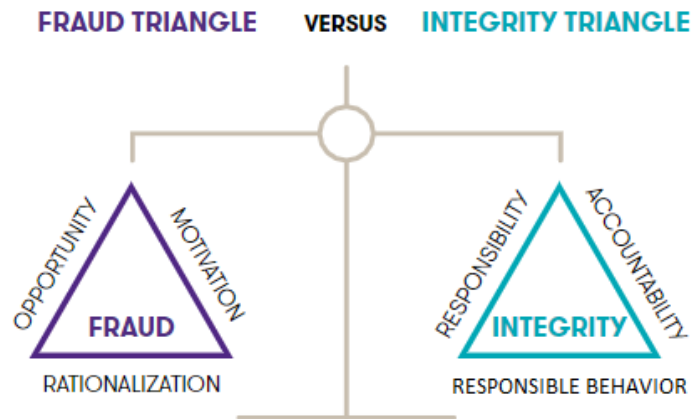 FRAUD TRIANGLE VERSUS INTEGRITY TRIANGLE
OPPORTUNITY
MOTIVATION
FRAUD
RATIONALIZATION
RESPONSIBILITY
ACCOUNTABILITY
INTEGRITY
RESPONSIBLE BEHAVIOR